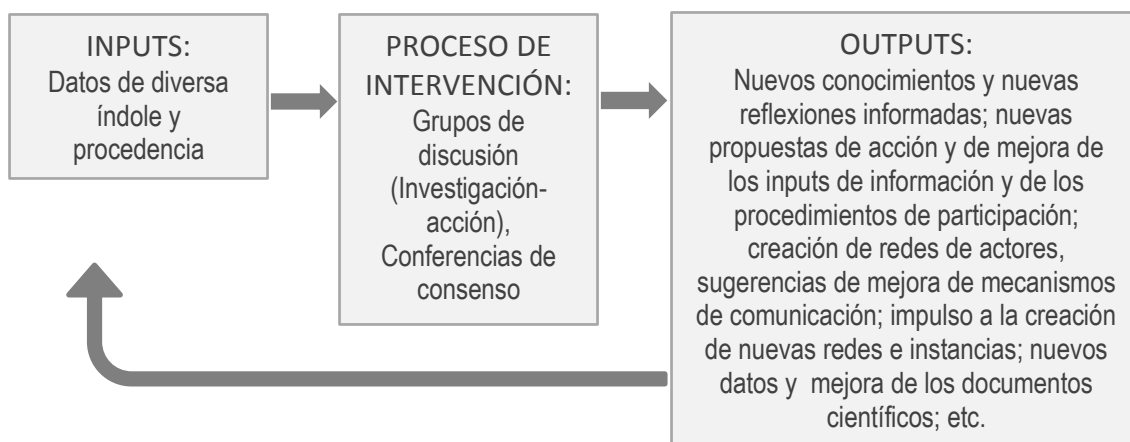 INPUTS:
Datos de diversa
índole y
procedencia
PROCESO DE
INTERVENCIÓN:
Grupos de
discusión
(Investigación-
acción),
Conferencias de
consenso
OUTPUTS:
Nuevos conocimientos y nuevas
reflexiones informadas; nuevas
propuestas de acción y de mejora de
los inputs de información y de los
procedimientos de participación;
creación de redes de actores,
sugerencias de mejora de mecanismos
de comunicación; impulso a la creación
de nuevas redes e instancias; nuevos
datos y mejora de los documentos
científicos; etc.